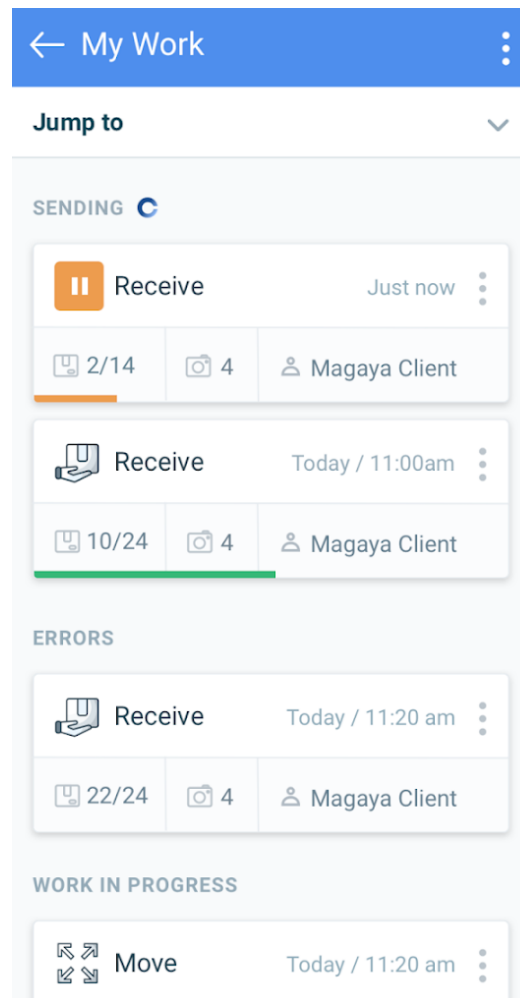 My Work
Jump to
SENDING
Receive Just now
2/14 4 Magaya Client
Receive Today / 11:00am
10/24 4 Magaya Client
ERRORS
Receive Today / 11:20 am
22/24 4 Magaya Client
WORK IN PROGRESS
Move Today / 11:20 am